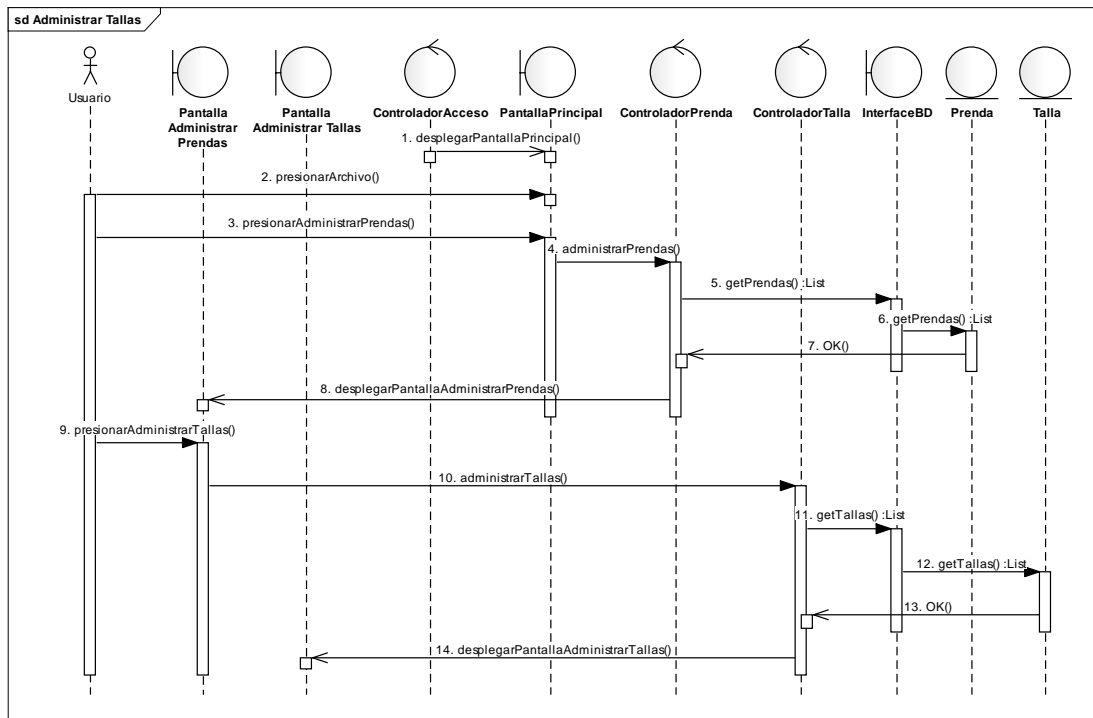 sd Administrar Tallas
Usuario
Pantalla
Administrar
Prendas
Pantalla
Administrar Tallas
ControladorAcceso
PantallaPrincipal
ControladorPrenda
ControladorTalla
InterfaceBD
Prenda
Talla
1. desplegarPantallaPrincipal()
2. presionarArchivo()
3. presionarAdministrarPrendas()
4. administrarPrendas()
5. getPrendas() :List
6. getPrendas() :List
7. OK()
8. desplegarPantallaAdministrarPrendas()
9. presionarAdministrarTallas()
10. administrarTallas()
11. getTallas() :List
12. getTallas() :List
13. OK()
14. desplegarPantallaAdministrarTallas()